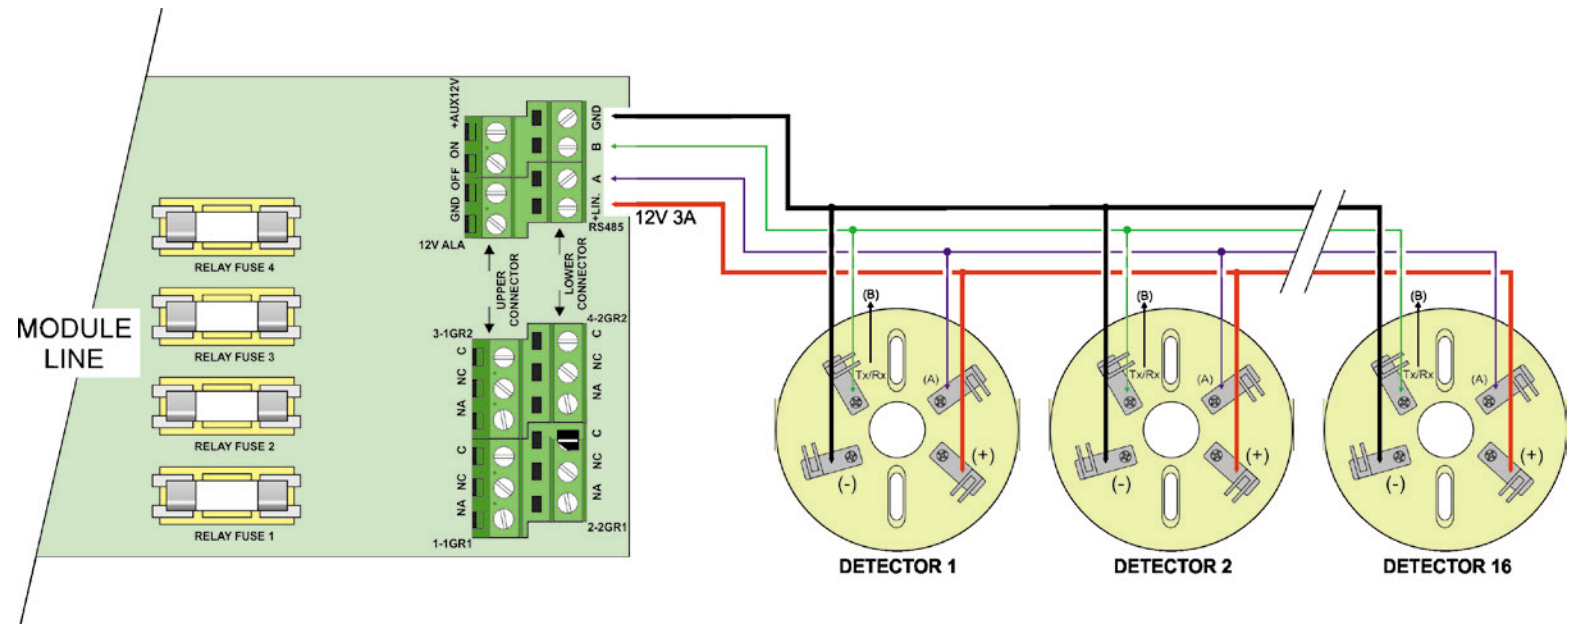 MODULE
LINE
RELAY FUSE 4
RELAY FUSE 3
RELAY FUSE 2
RELAY FUSE 1
+AUX12V
ON
OFF
GND
12V ALA
GND
B
A
+LIN.
RS485
12V 3A
UPPER
CONNECTOR
LOWER
CONNECTOR
3-1GR2
4-2GR2
C
NC
NA
C
NC
NA
C
NC
NA
C
NC
NA
1-1GR1
2-2GR1
(B)
Tx/Rx
(A)
(-)
(+)
DETECTOR 1
(B)
Tx/Rx
(A)
(-)
(+)
DETECTOR 2
(B)
Tx/Rx
(A)
(-)
(+)
DETECTOR 16